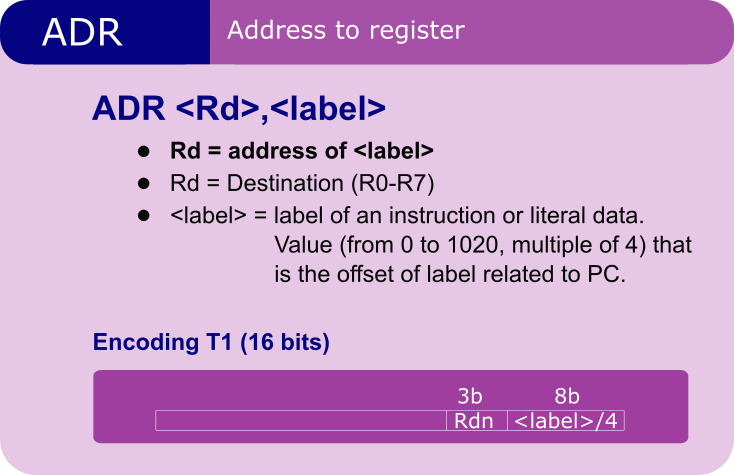 ADR
Address to register
ADR <Rd>,<label>
● Rd = address of <label>
● Rd = Destination (R0-R7)
● <label> = label of an instruction or literal data.
Value (from 0 to 1020, multiple of 4) that
is the offset of label related to PC.
Encoding T1 (16 bits)
3b 8b
Rdn <label>/4